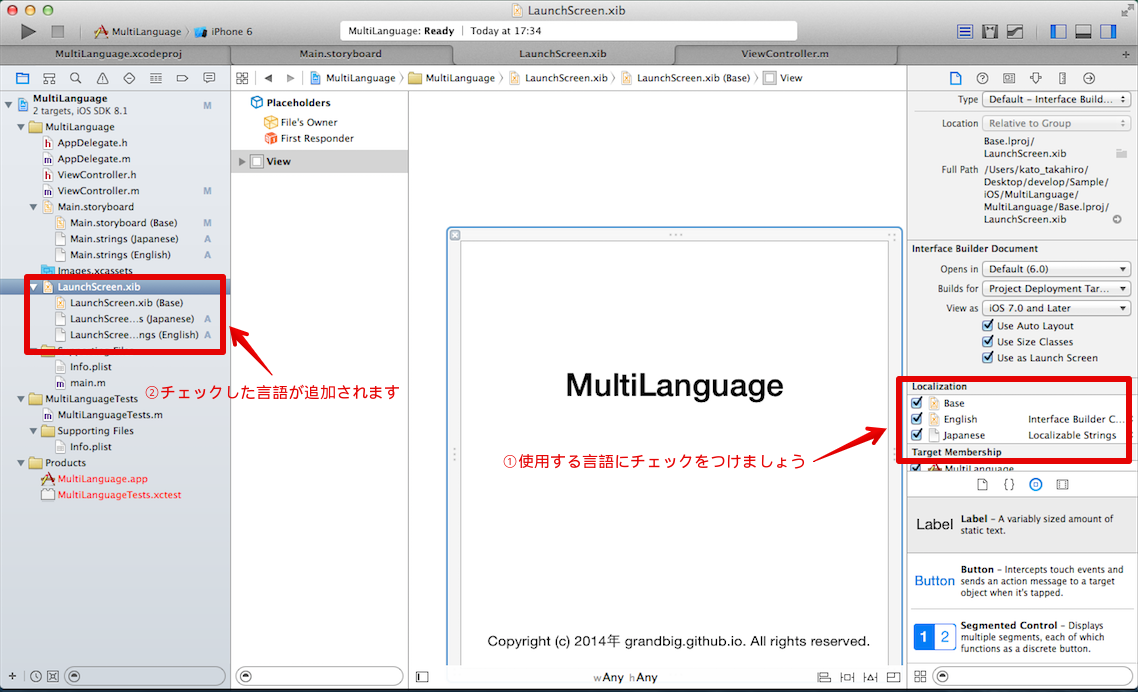 LaunchScreen.xib
MultiLanguage
iPhone 6
MultiLanguage: Ready
Today at 17:34
MultiLanguage.xcodeproj
Main.storyboard
LaunchScreen.xib
ViewController.m
MultiLanguage
MultiLanguage
LaunchScreen.xib
LaunchScreen.xib (Base)
View
MultiLanguage
2 targets, iOS SDK 8.1
M
MultiLanguage
AppDelegate.h
AppDelegate.m
ViewController.h
ViewController.m
M
Main.storyboard
Main.storyboard (Base)
M
Main.strings (Japanese)
A
Main.strings (English)
A
Images.xcassets
LaunchScreen.xib
LaunchScreen.xib (Base)
LaunchScree...s (Japanese)
A
LaunchScree...ngs (English)
A
Supporting Files
Info.plist
main.m
MultiLanguageTests
MultiLanguageTests.m
Supporting Files
Info.plist
Products
MultiLanguage.app
MultiLanguageTests.xctest
②チェックした言語が追加されます
Placeholders
File's Owner
First Responder
View
MultiLanguage
①使用する言語にチェックをつけましょう
Copyright (c) 2014年 grandbig.github.io. All rights reserved.
wAny hAny
Type
Default - Interface Build...
Location
Relative to Group
Base.lproj/
LaunchScreen.xib
Full Path
/Users/kato_takahiro/
Desktop/develop/Sample/
iOS/MultiLanguage/
MultiLanguage/Base.lproj/
LaunchScreen.xib
Interface Builder Document
Opens in
Default (6.0)
Builds for
Project Deployment Tar...
View as
iOS 7.0 and Later
Use Auto Layout
Use Size Classes
Use as Launch Screen
Localization
Base
English
Interface Builder C...
Japanese
Localizable Strings
Target Membership
MultiLanguage
{ }
Label
Label – A variably sized amount of
static text.
Button
Button – Intercepts touch events and
sends an action message to a target
object when it's tapped.
1 2
Segmented Control – Displays
multiple segments, each of which
functions as a discrete button.